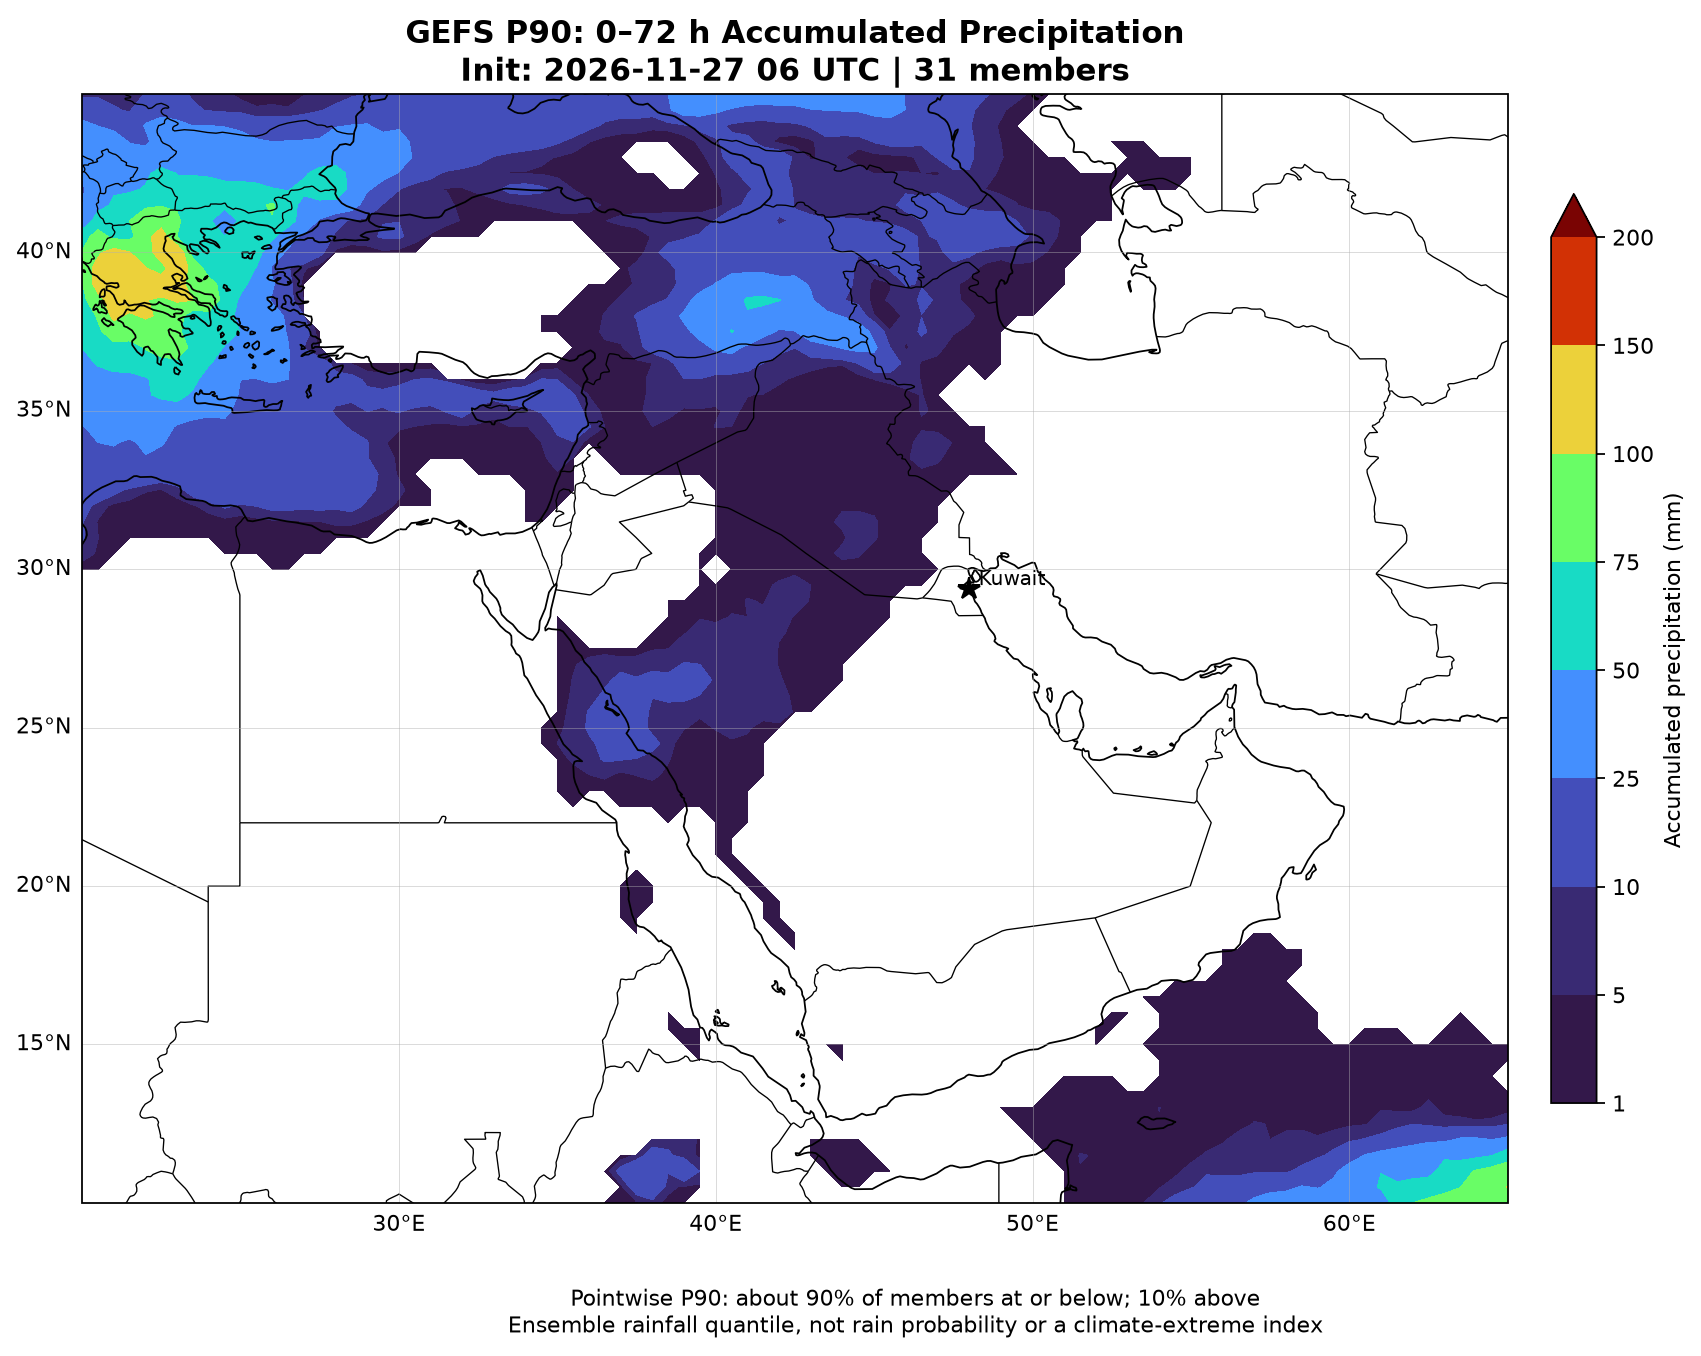 GEFS P90: 0–72 h Accumulated Precipitation
Init: 2026-11-27 06 UTC | 31 members
40°N
35°N
30°N
25°N
20°N
15°N
30°E
40°E
50°E
60°E
Kuwait
200
150
100
75
50
25
10
5
1
Accumulated precipitation (mm)
Pointwise P90: about 90% of members at or below; 10% above
Ensemble rainfall quantile, not rain probability or a climate-extreme index